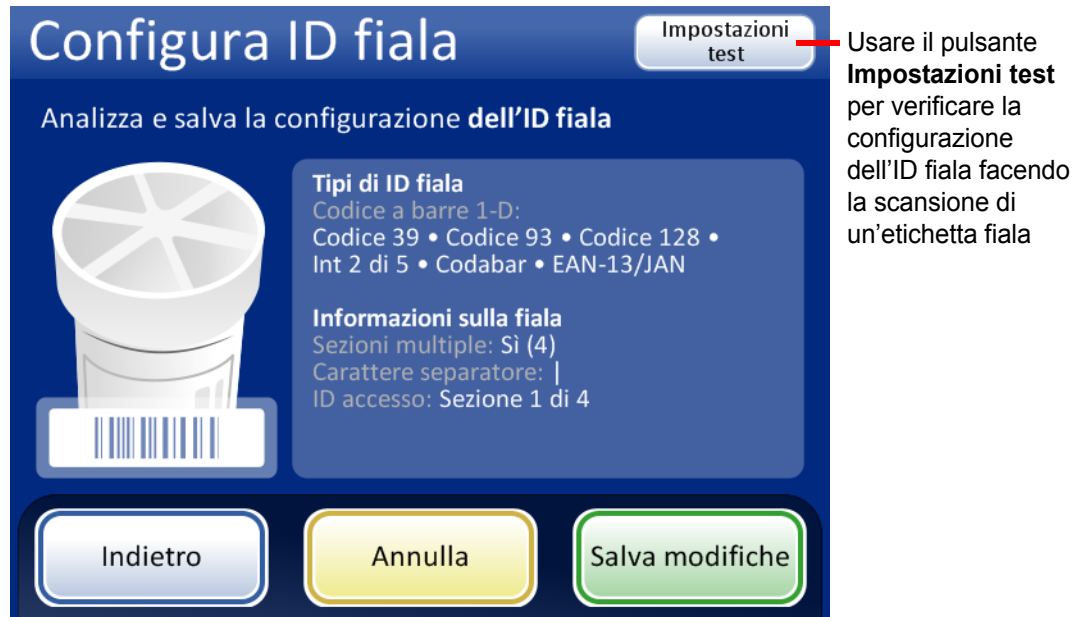 Configura ID fiala
Impostazioni
test
Analizza e salva la configurazione dell'ID fiala
Tipi di ID fiala
Codice a barre 1-D:
Codice 39 • Codice 93 • Codice 128 •
Int 2 di 5 • Codabar • EAN-13/JAN
Informazioni sulla fiala
Sezioni multiple: Sì (4)
Carattere separatore: |
ID accesso: Sezione 1 di 4
Indietro
Annulla
Salva modifiche
Usare il pulsante
Impostazioni test
per verificare la
configurazione
dell'ID fiala facendo
la scansione di
un'etichetta fiala